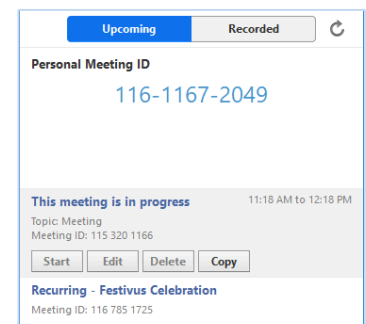 Upcoming Recorded
Personal Meeting ID
116-1167-2049
This meeting is in progress 11:18 AM to 12:18 PM
Topic: Meeting
Meeting ID: 115 320 1166
Start Edit Delete Copy
Recurring - Festivus Celebration
Meeting ID: 116 785 1725